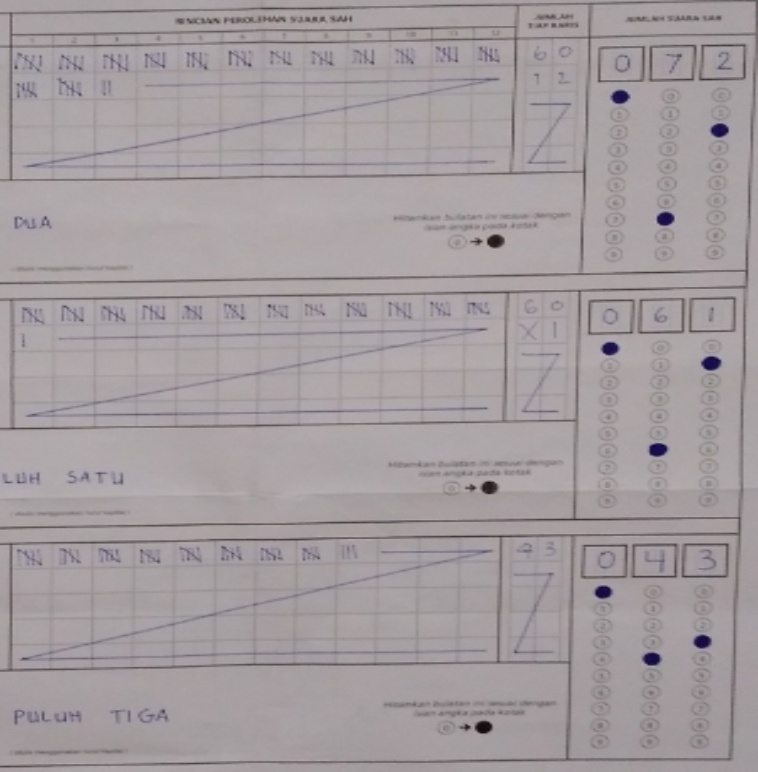 RINCIAN PEROLEHAN SUARA SAH
JUMLAH TIAP BARIS
JUMLAH SUARA SAH
1 2 3 4 5 6 7 8 9 10 11 12
60
12
0 7 2
DUA
Hitamkan bulatan ini sesuai dengan
isian angka pada kotak
60
X1
0 6 1
LUH SATU
Hitamkan bulatan ini sesuai dengan
isian angka pada kotak
43
0 4 3
PULUH TIGA
Hitamkan bulatan ini sesuai dengan
isian angka pada kotak